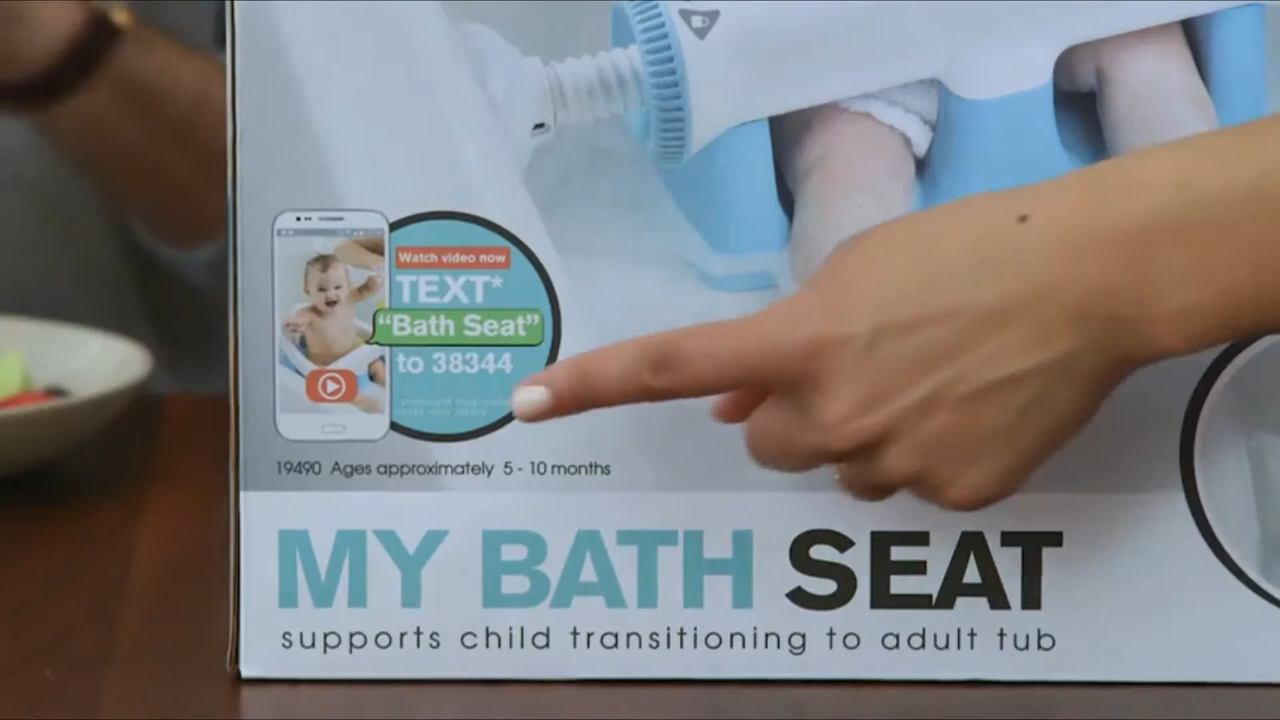 Watch video now
TEXT*
“Bath Seat”
to 38344
19490 Ages approximately 5 - 10 months
MY BATH SEAT
supports child transitioning to adult tub